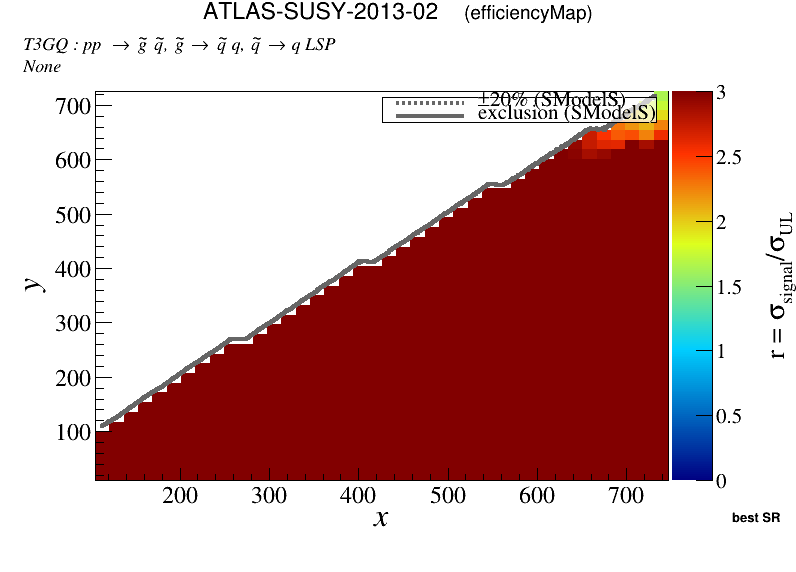 ATLAS-SUSY-2013-02 (efficiencyMap)
T3GQ : pp → g̃ q̃, g̃ → q̃ q, q̃ → q LSP
None
±20% (SModelS)
exclusion (SModelS)
700
600
500
400
300
200
100
y
200 300 400 500 600 700
x
3
2.5
2
1.5
1
0.5
0
r = σsignal/σUL
best SR